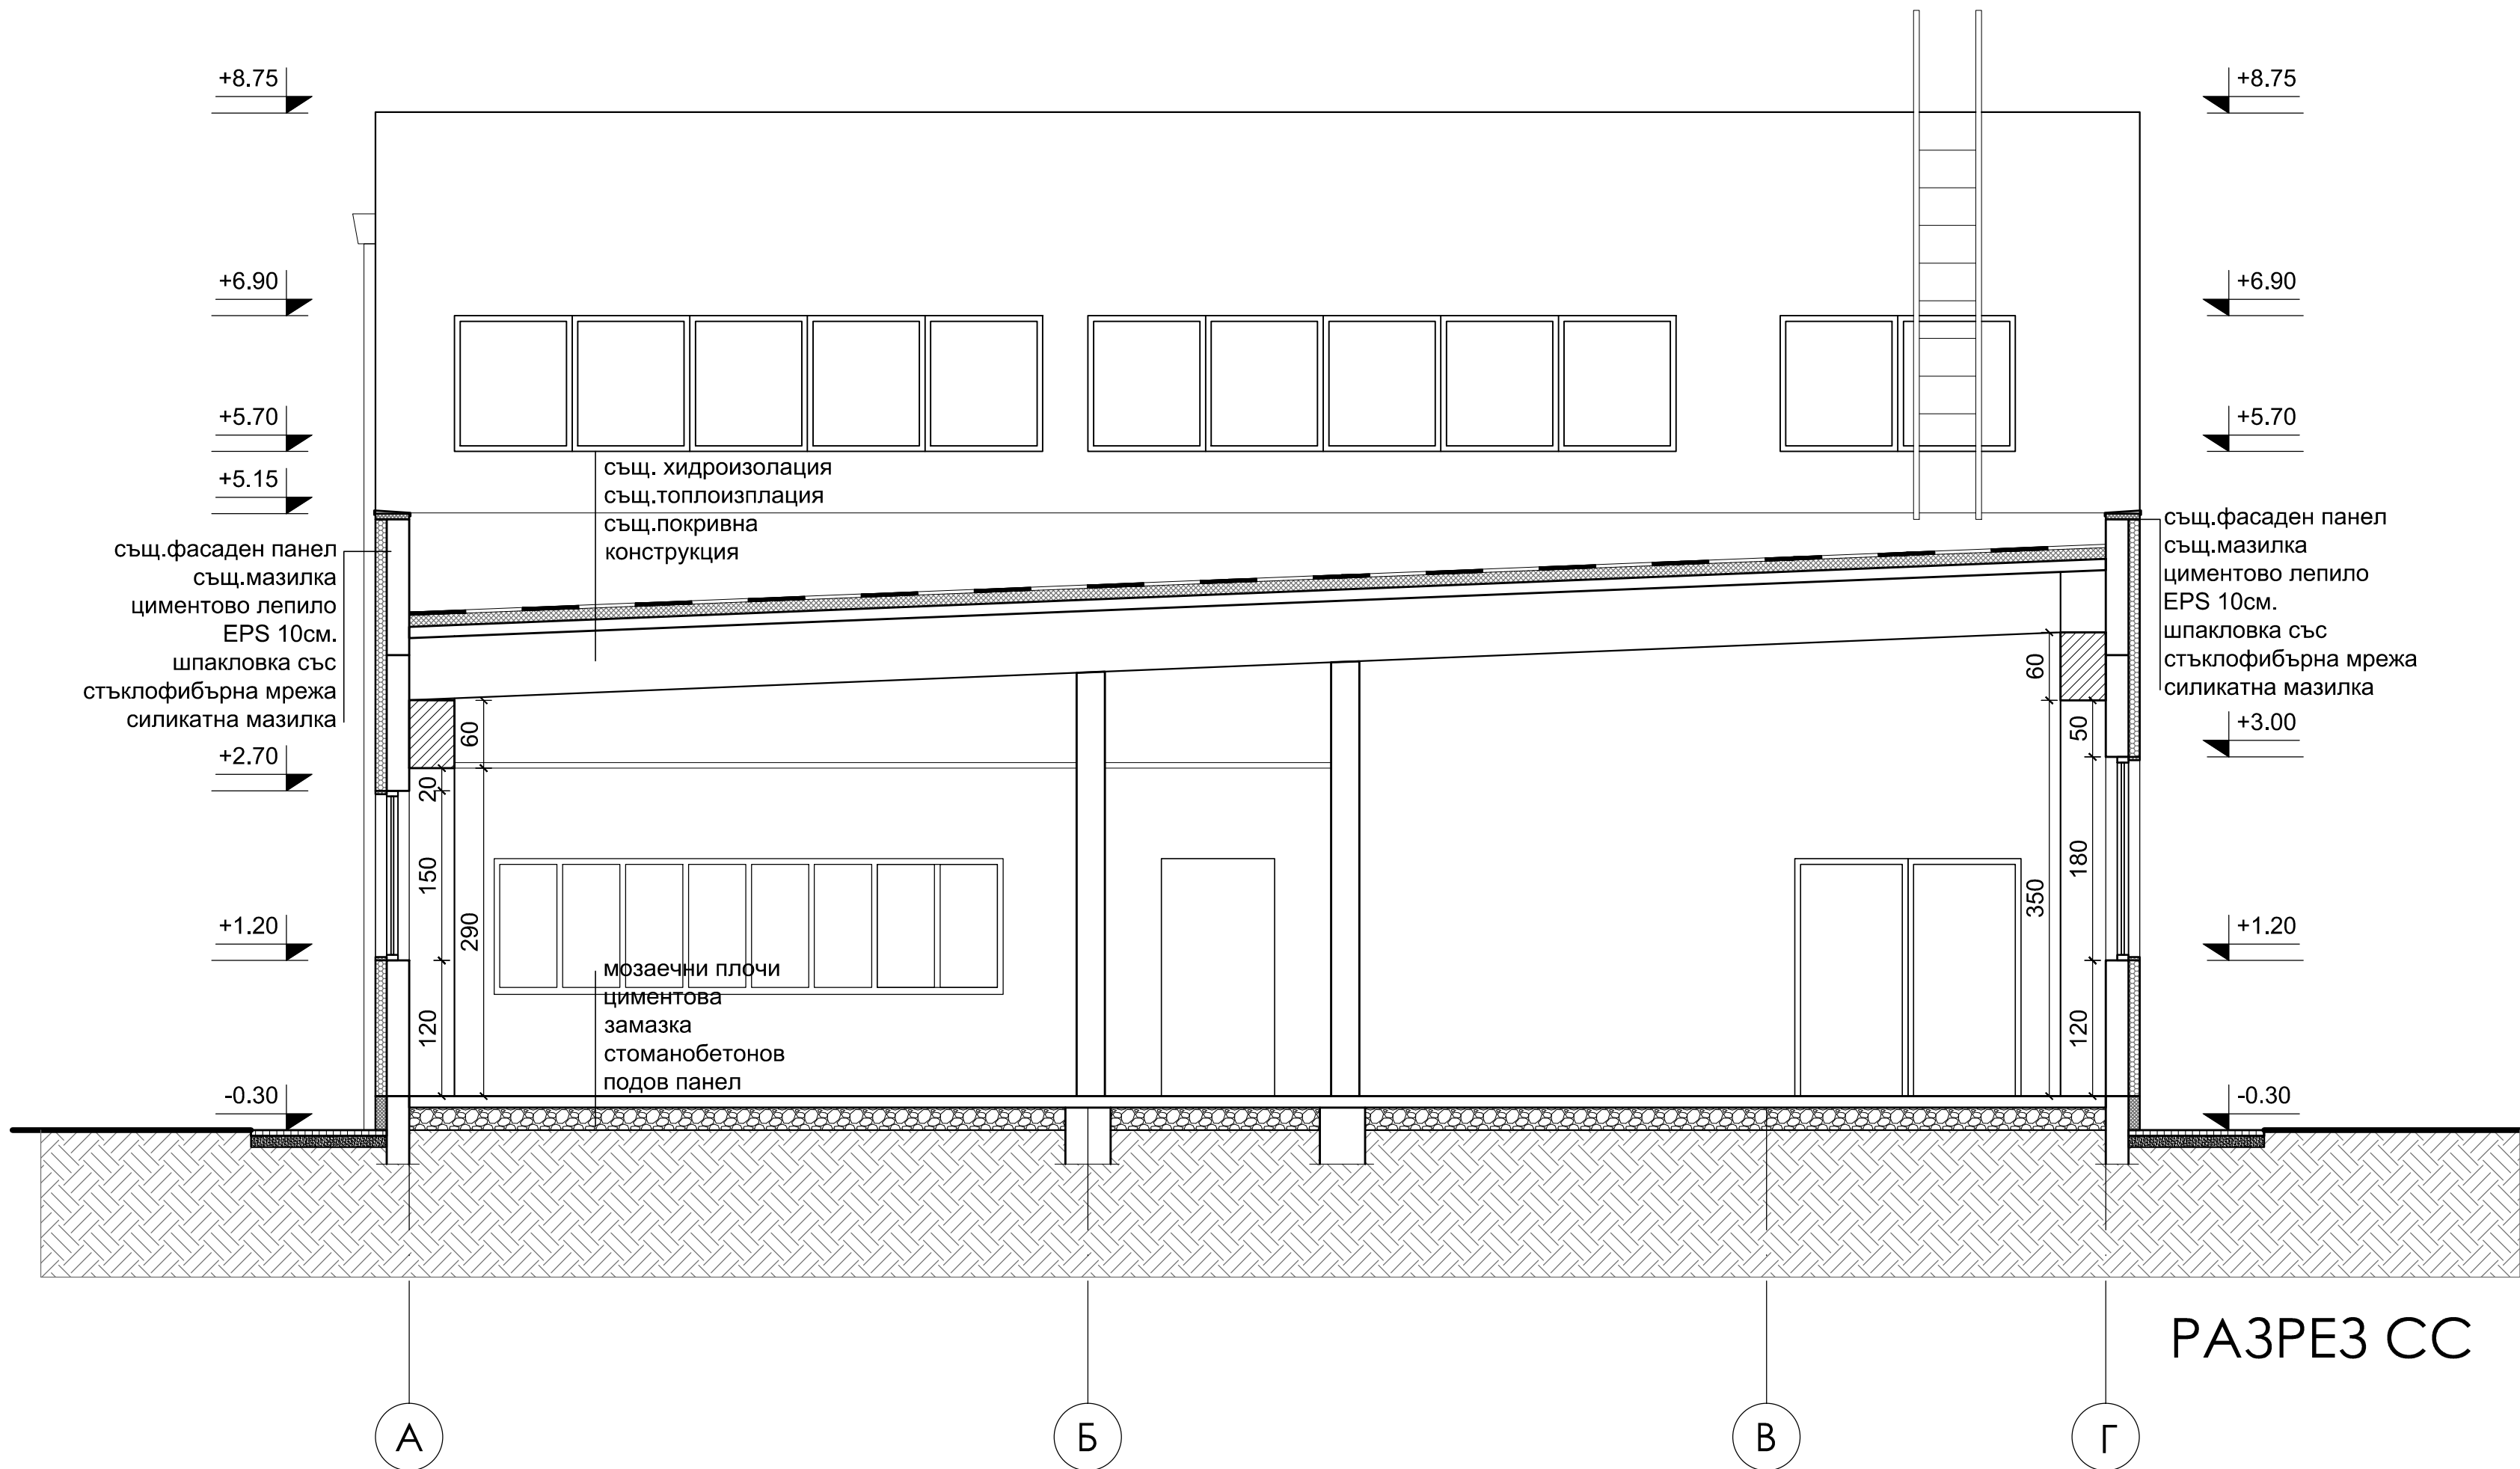 +8.75
+8.75
+6.90
+6.90
+5.70
+5.70
+5.15
същ. хидроизолация
същ.топлоизплация
същ.покривна
конструкция
същ.фасаден панел
същ.мазилка
циментово лепило
EPS 10см.
шпакловка със
стъклофибърна мрежа
силикатна мазилка
същ.фасаден панел
същ.мазилка
циментово лепило
EPS 10см.
шпакловка със
стъклофибърна мрежа
силикатна мазилка
60
60
50
+2.70
+3.00
20
150
290
120
350
180
120
+1.20
+1.20
мозаечни плочи
циментова
замазка
стоманобетонов
подов панел
-0.30
-0.30
РАЗРЕЗ СС
А
Б
В
Г